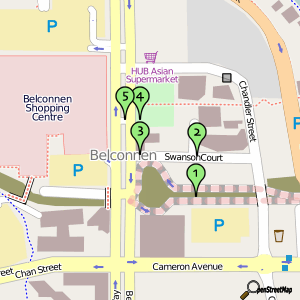 P
HUB Asian
Supermarket
Belconnen
Shopping
Centre
5
4
Chandler Street
3
2
Belconnen
Swanson Court
P
1
P
Street
Chan Street
Cameron Avenue
P
OpenStreetMap